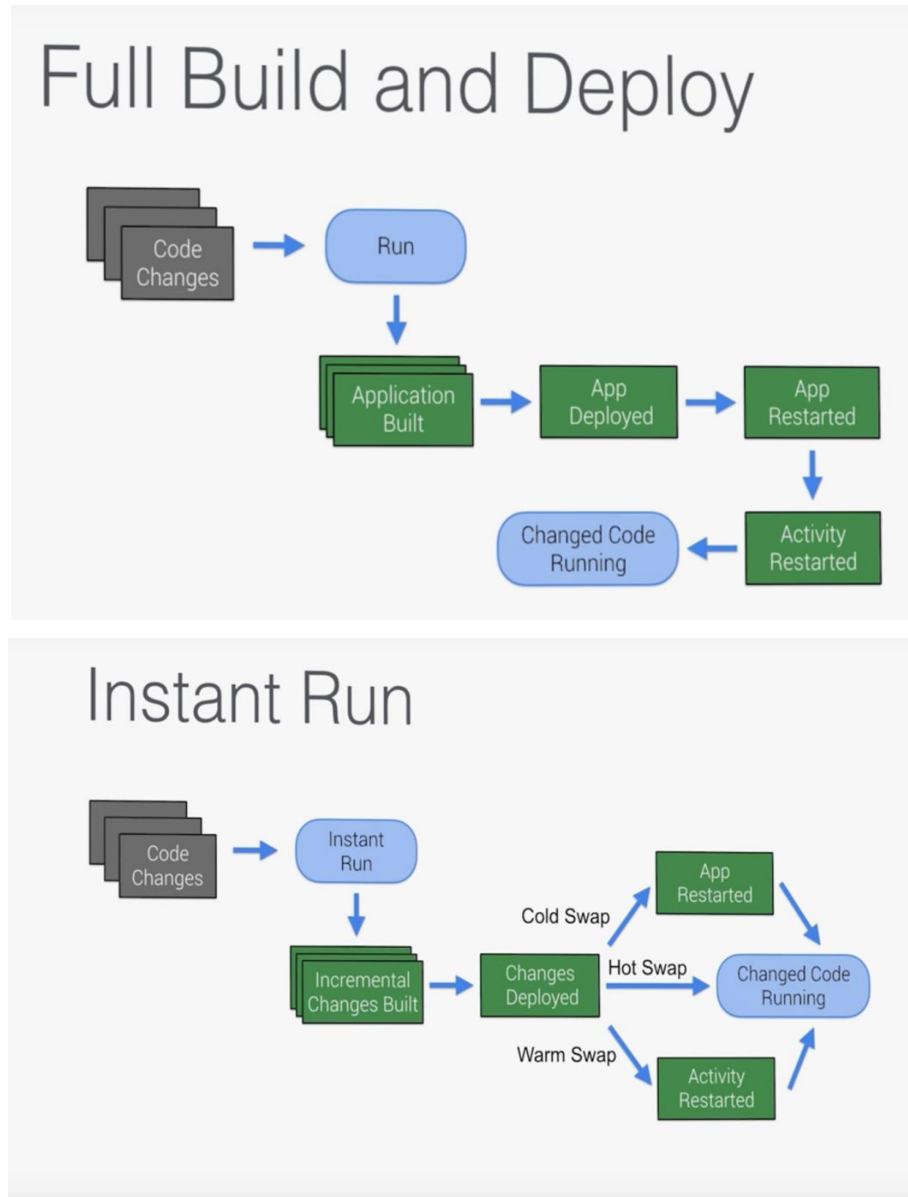 Full Build and Deploy
Code
Changes
Run
Application
Built
App
Deployed
App
Restarted
Changed Code
Running
Activity
Restarted
Instant Run
Code
Changes
Instant
Run
Incremental
Changes Built
Changes
Deployed
Cold Swap
App
Restarted
Hot Swap
Changed Code
Running
Warm Swap
Activity
Restarted